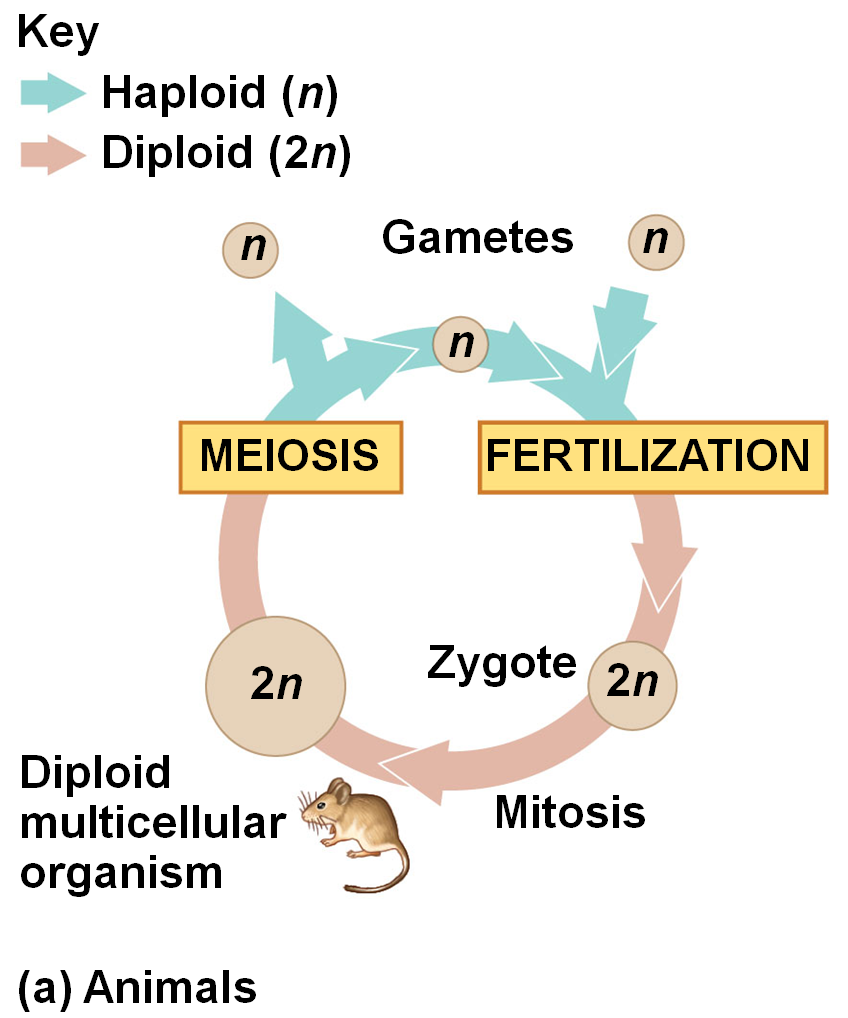 Key
Haploid (n)
Diploid (2n)
n
Gametes
n
n
MEIOSIS
FERTILIZATION
Zygote
2n
2n
Diploid
multicellular
organism
Mitosis
(a) Animals